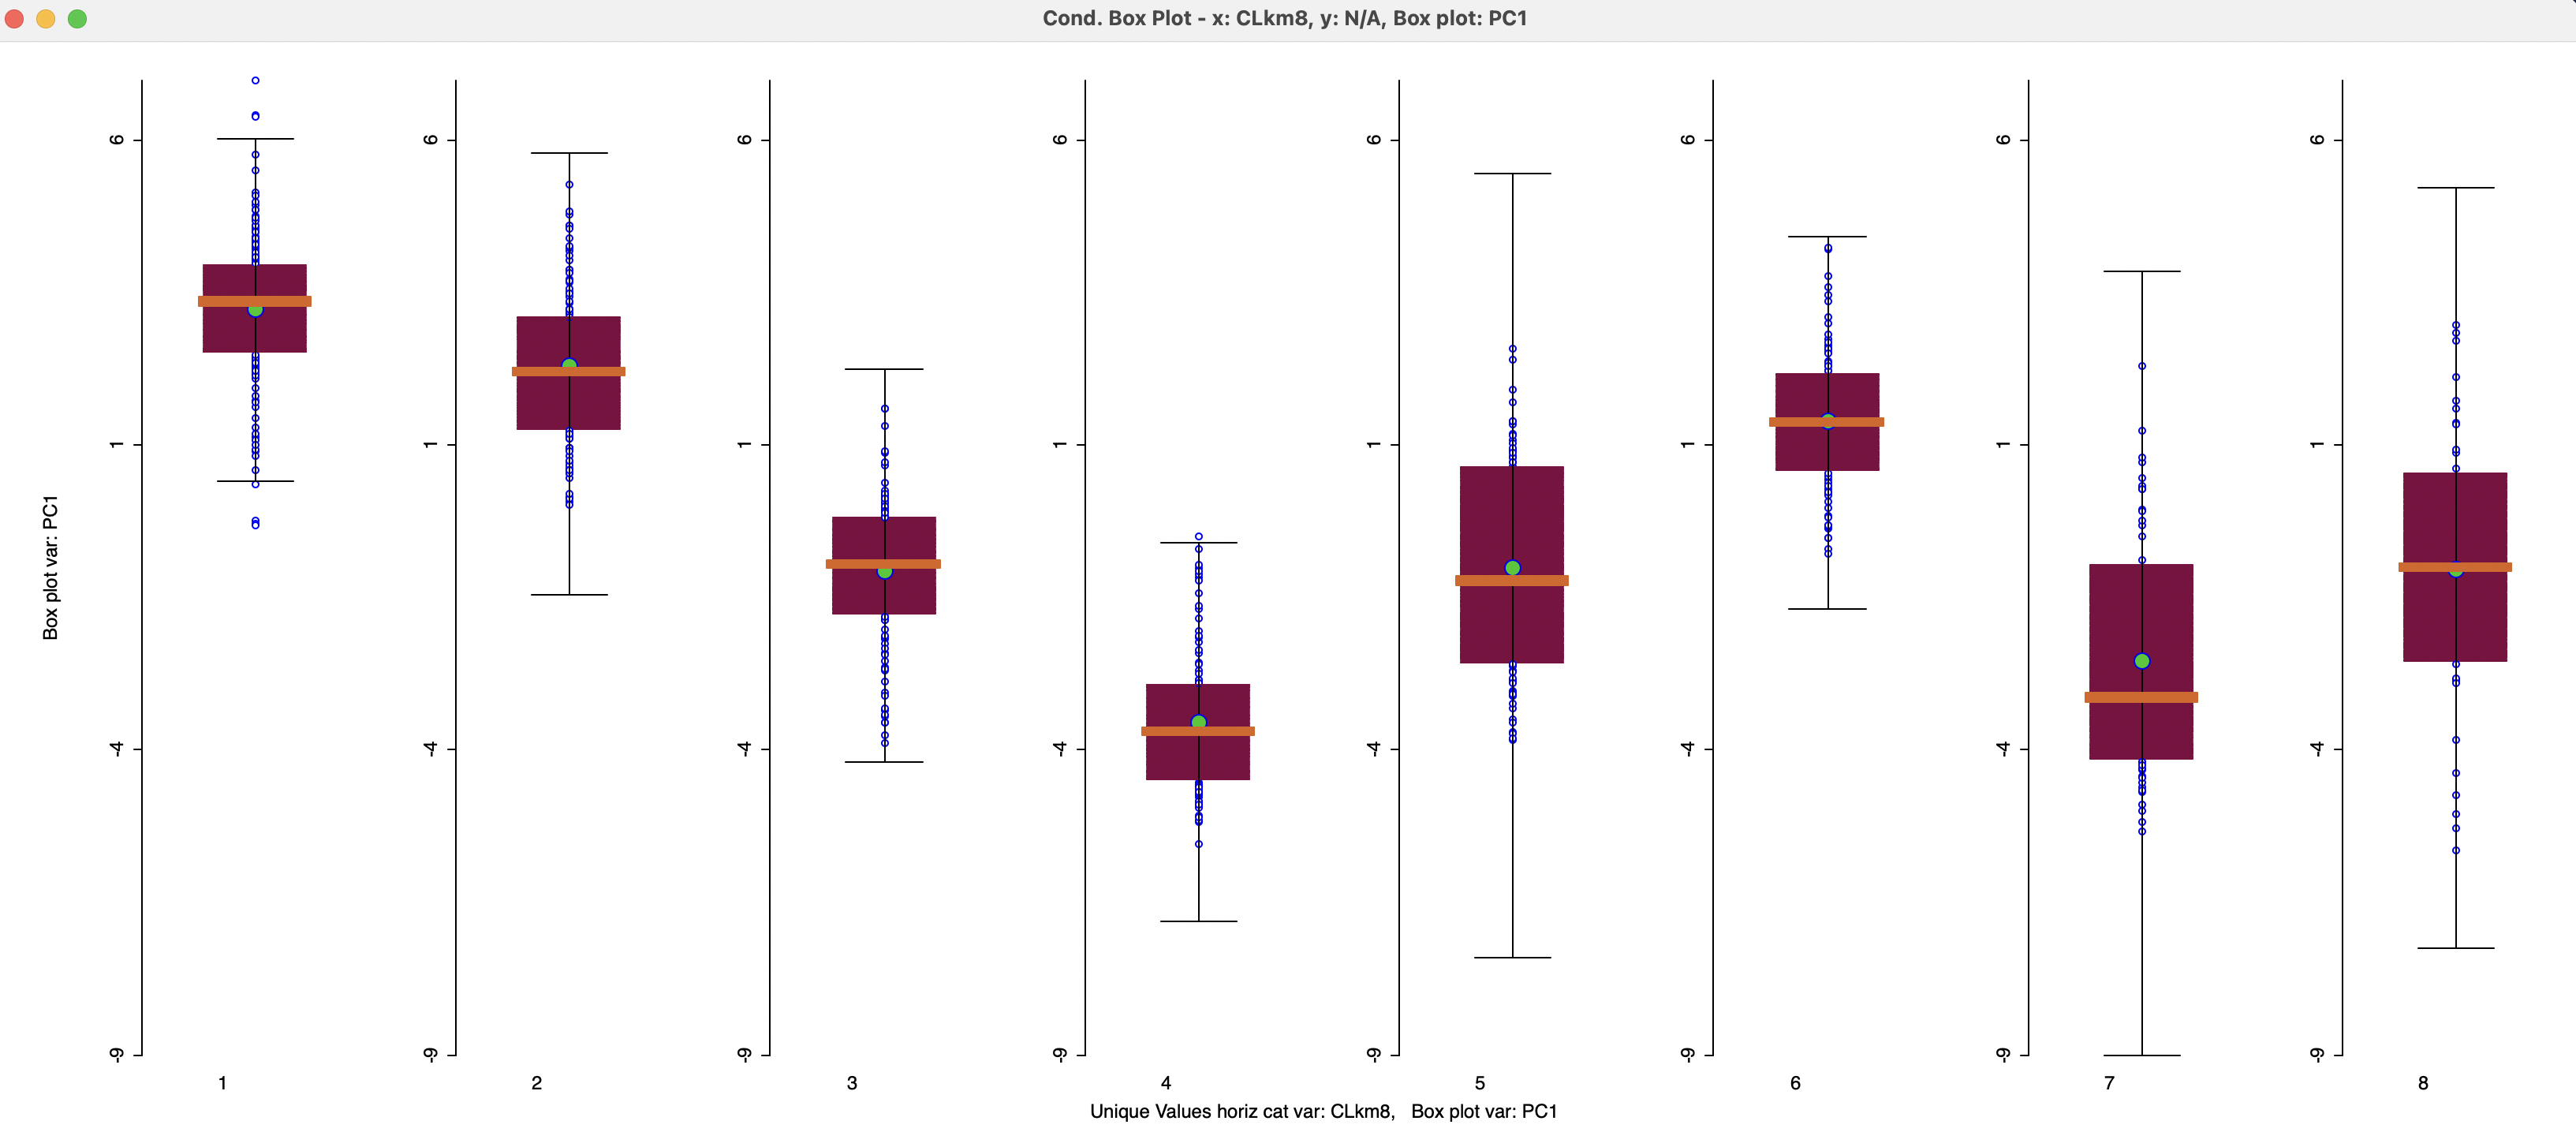 Cond. Box Plot - x: CLkm8, y: N/A, Box plot: PC1
6 6 6 6 6 6 6 6
1 1 1 1 1 1 1 1
Box plot var: PC1
-4 -4 -4 -4 -4 -4 -4 -4
-9 -9 -9 -9 -9 -9 -9 -9
1 2 3 4 5 6 7 8
Unique Values horiz cat var: CLkm8, Box plot var: PC1